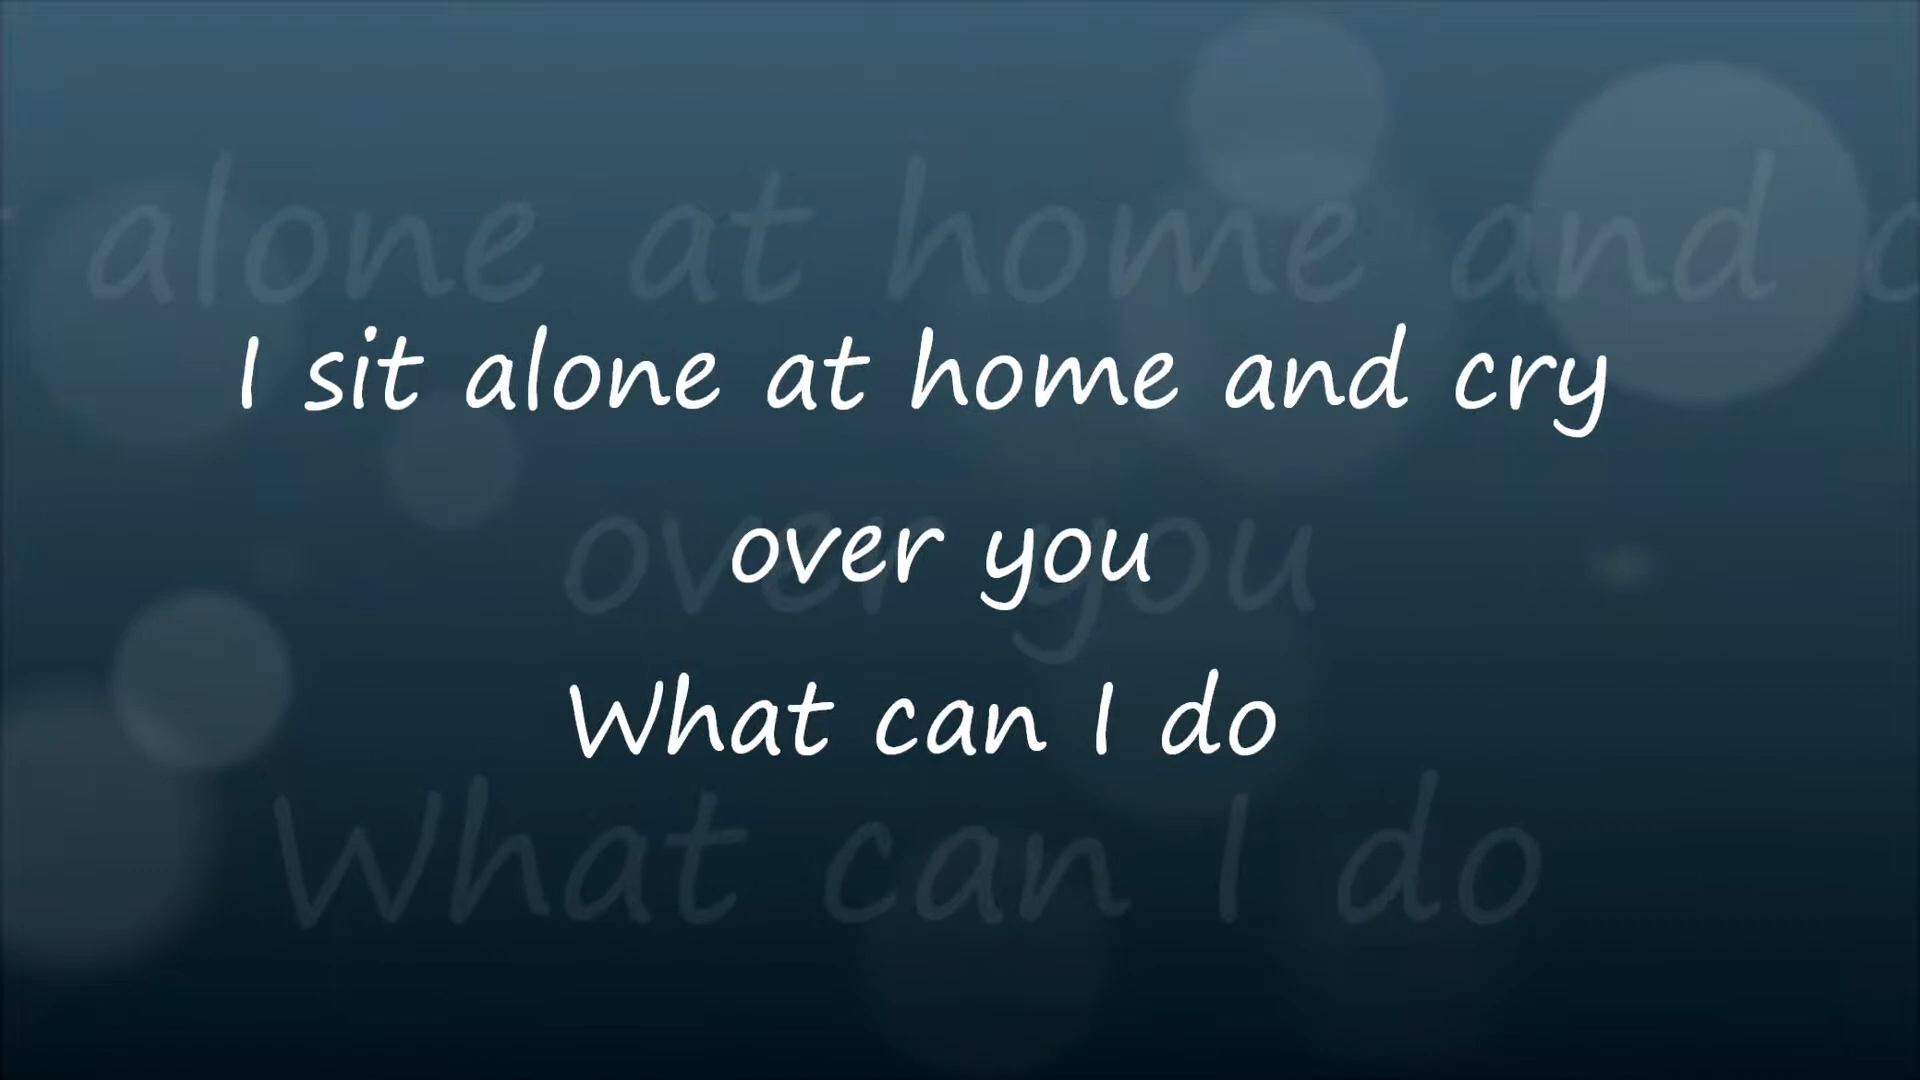 alone at home and
I sit alone at home and cry
over you
over you
What can I do
What can I do